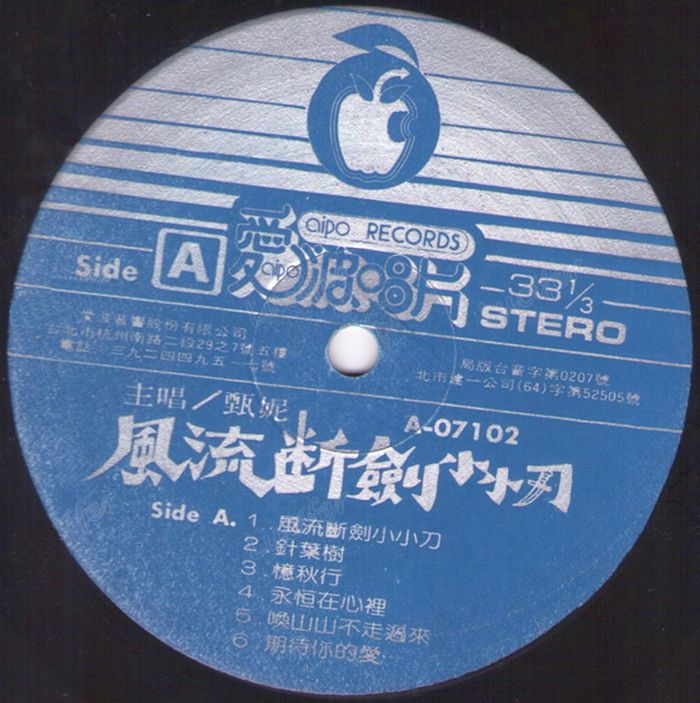 aipo RECORDS
愛波唱片
aipo
Side A
33 1/3
STERO
愛波音響股份有限公司
台北市杭州南路二段29之7號五樓
電話 三九二四四九五 號
局版台音字第0207號
北市建一公司(64)字第52505號
主唱/甄妮
A-07102
風流断劍小小刀
Side A. 1. 風流斷劍小小刀
2. 針葉樹
3. 憶秋行
4. 永恒在心裡
5. 喚山山不走過來
6. 期待你的愛